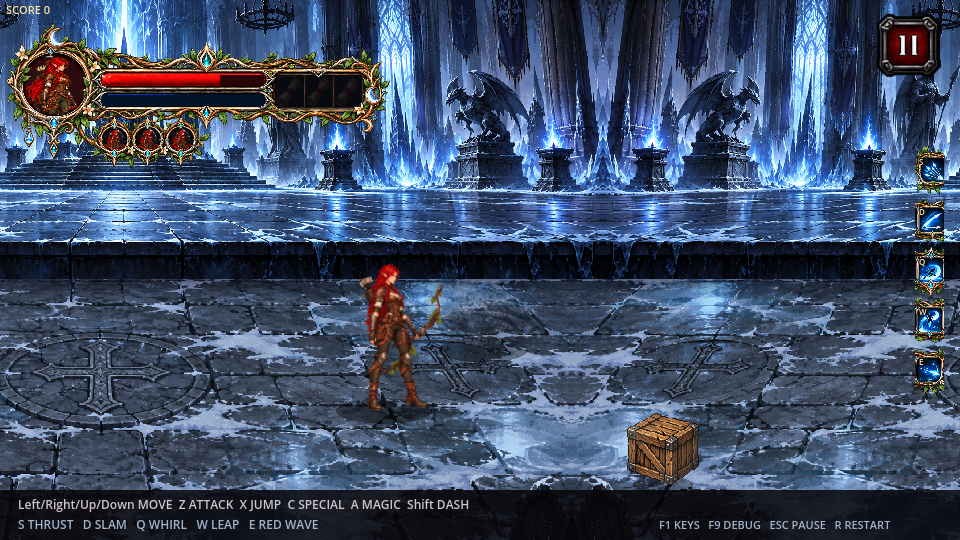 SCORE 0
Left/Right/Up/Down MOVE Z ATTACK X JUMP C SPECIAL A MAGIC Shift DASH
S THRUST D SLAM Q WHIRL W LEAP E RED WAVE
F1 KEYS F9 DEBUG ESC PAUSE R RESTART
D
Q
W
E